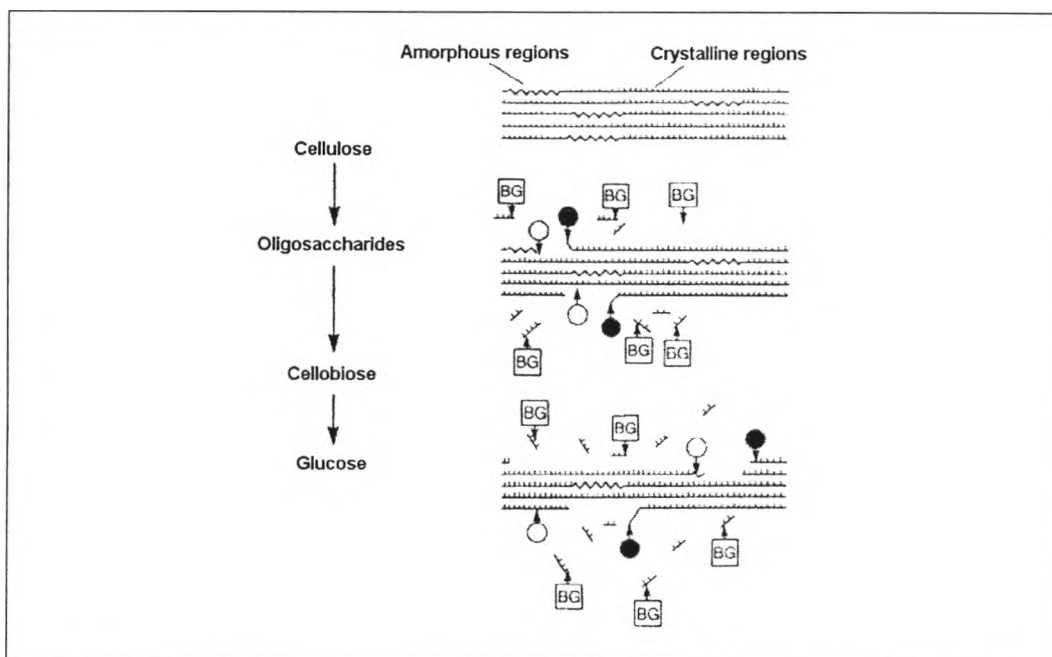 Amorphous regions Crystalline regions
Cellulose
BG BG BG
Oligosaccharides
BG BG BG
Cellobiose
BG BG
Glucose
BG
BG BG